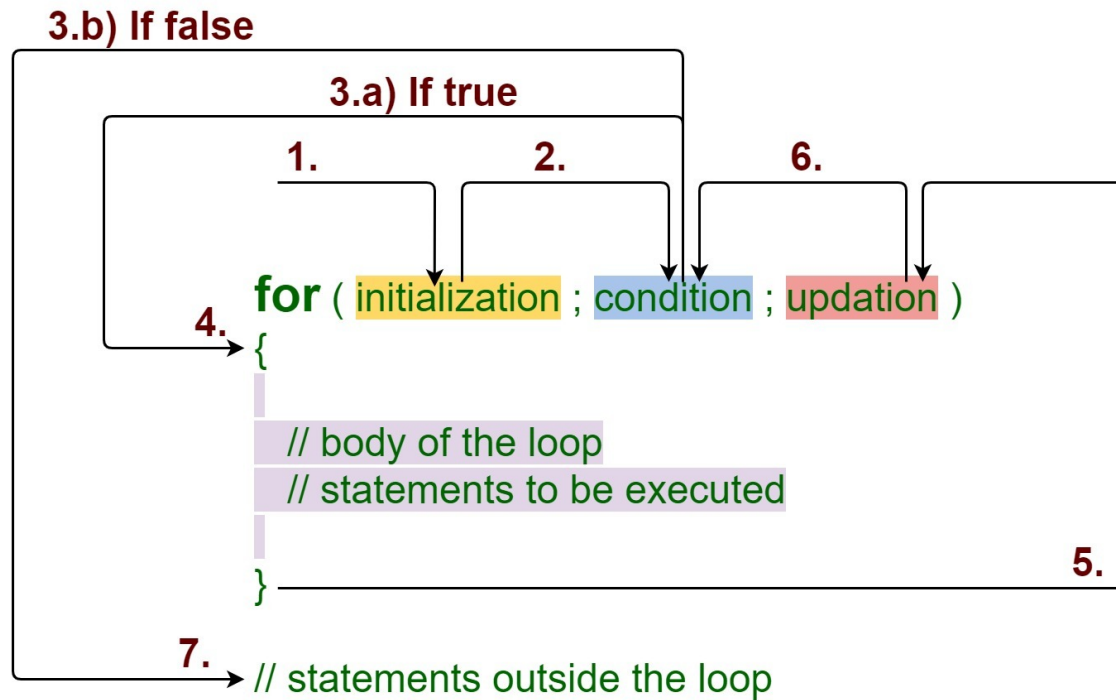 3.b) If false
3.a) If true
1. 2. 6.
for ( initialization ; condition ; updation )
4.
{
// body of the loop
// statements to be executed
}
5.
7.
// statements outside the loop